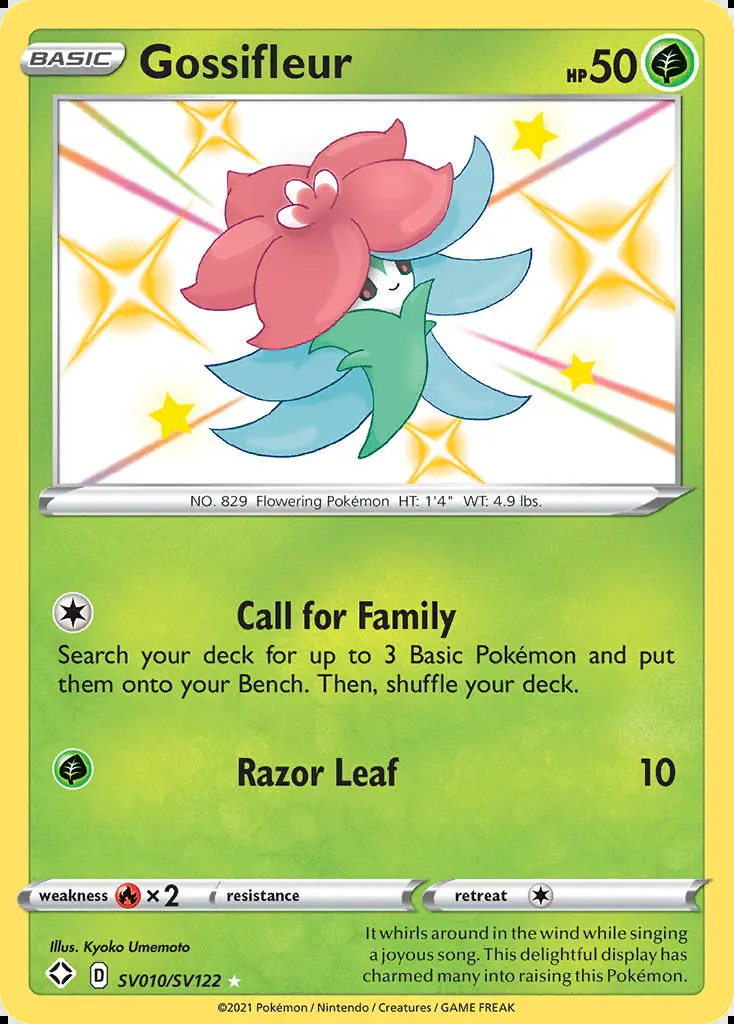 BASIC Gossifleur HP50
NO. 829 Flowering Pokémon HT: 1'4" WT: 4.9 lbs.
Call for Family
Search your deck for up to 3 Basic Pokémon and put
them onto your Bench. Then, shuffle your deck.
Razor Leaf 10
weakness ×2 resistance retreat
Illus. Kyoko Umemoto
D SV010/SV122
It whirls around in the wind while singing
a joyous song. This delightful display has
charmed many into raising this Pokémon.
©2021 Pokémon / Nintendo / Creatures / GAME FREAK